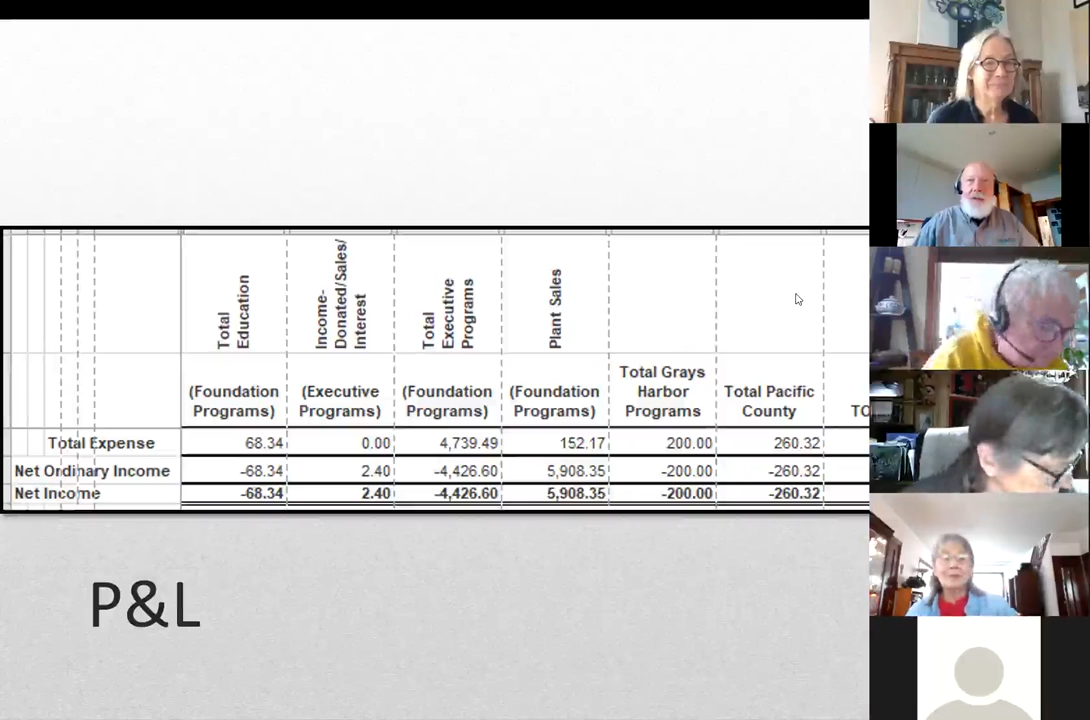 Total
Education
Income-
Donated/Sales/
Interest
Total
Executive
Programs
Plant Sales
(Foundation
Programs)
(Executive
Programs)
(Foundation
Programs)
(Foundation
Programs)
Total Grays
Harbor
Programs
Total Pacific
County
TO
Total Expense 68.34 0.00 4,739.49 152.17 200.00 260.32
Net Ordinary Income -68.34 2.40 -4,426.60 5,908.35 -200.00 -260.32
Net Income -68.34 2.40 -4,426.60 5,908.35 -200.00 -260.32
P&L